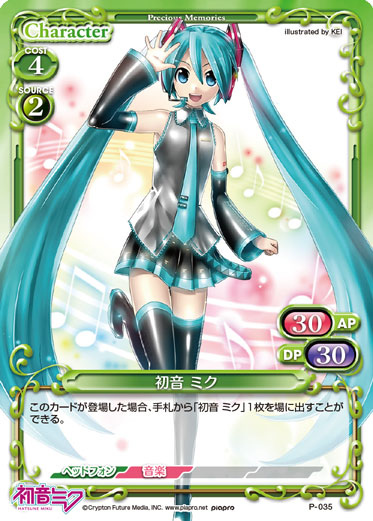 Precious Memories
Character
illustrated by KEI
COST
4
SOURCE
2
30 AP
DP 30
初音 ミク
このカードが登場した場合、手札から「初音 ミク」1枚を場に出すことが
できる。
ヘッドフォン 音楽
初音ミク
HATSUNE MIKU
©Crypton Future Media, INC. www.piapro.net piapro
P-035